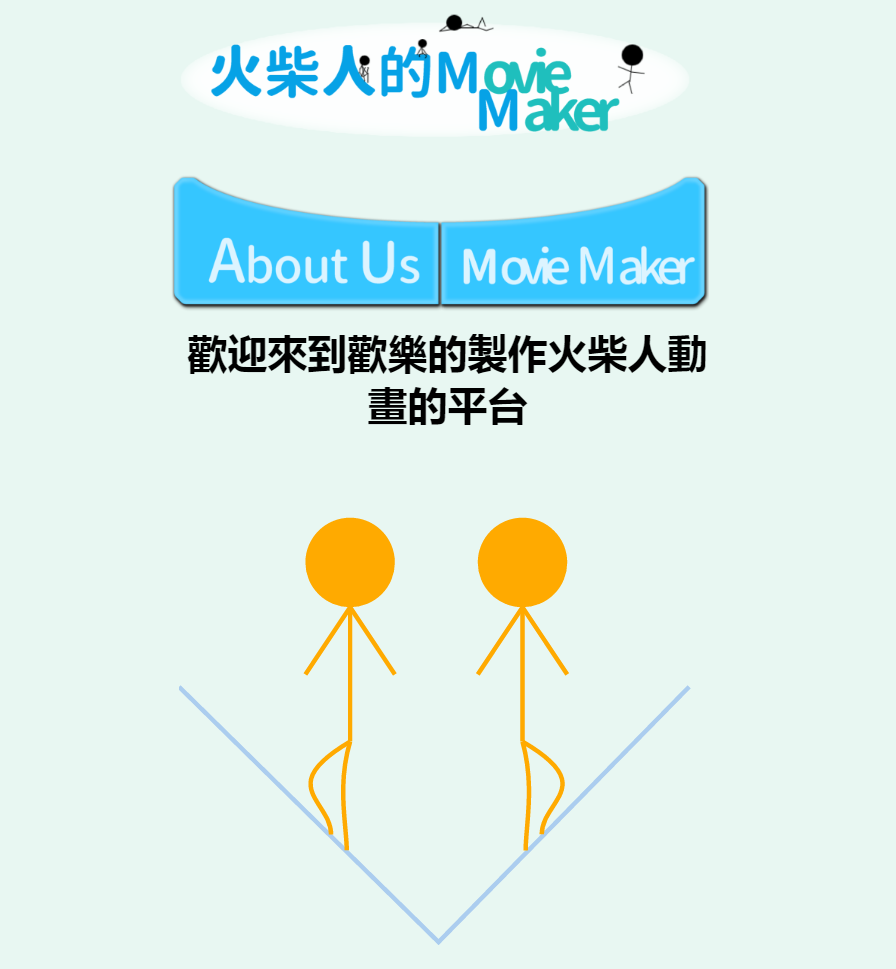 火柴人的Movie
Maker
About Us
Movie Maker
歡迎來到歡樂的製作火柴人動
畫的平台